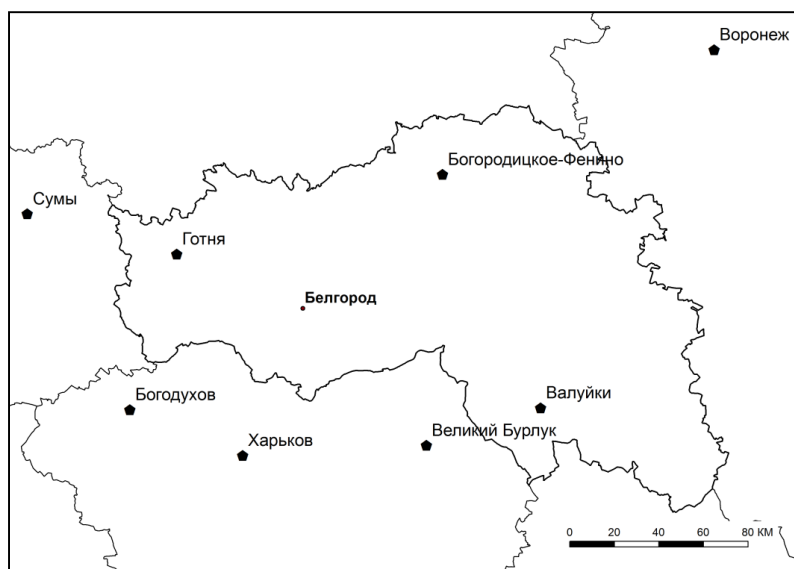 Воронеж
Богородицкое-Фенино
Сумы
Готня
Белгород
Богодухов
Валуйки
Харьков
Великий Бурлук
0 20 40 60 80 КМ